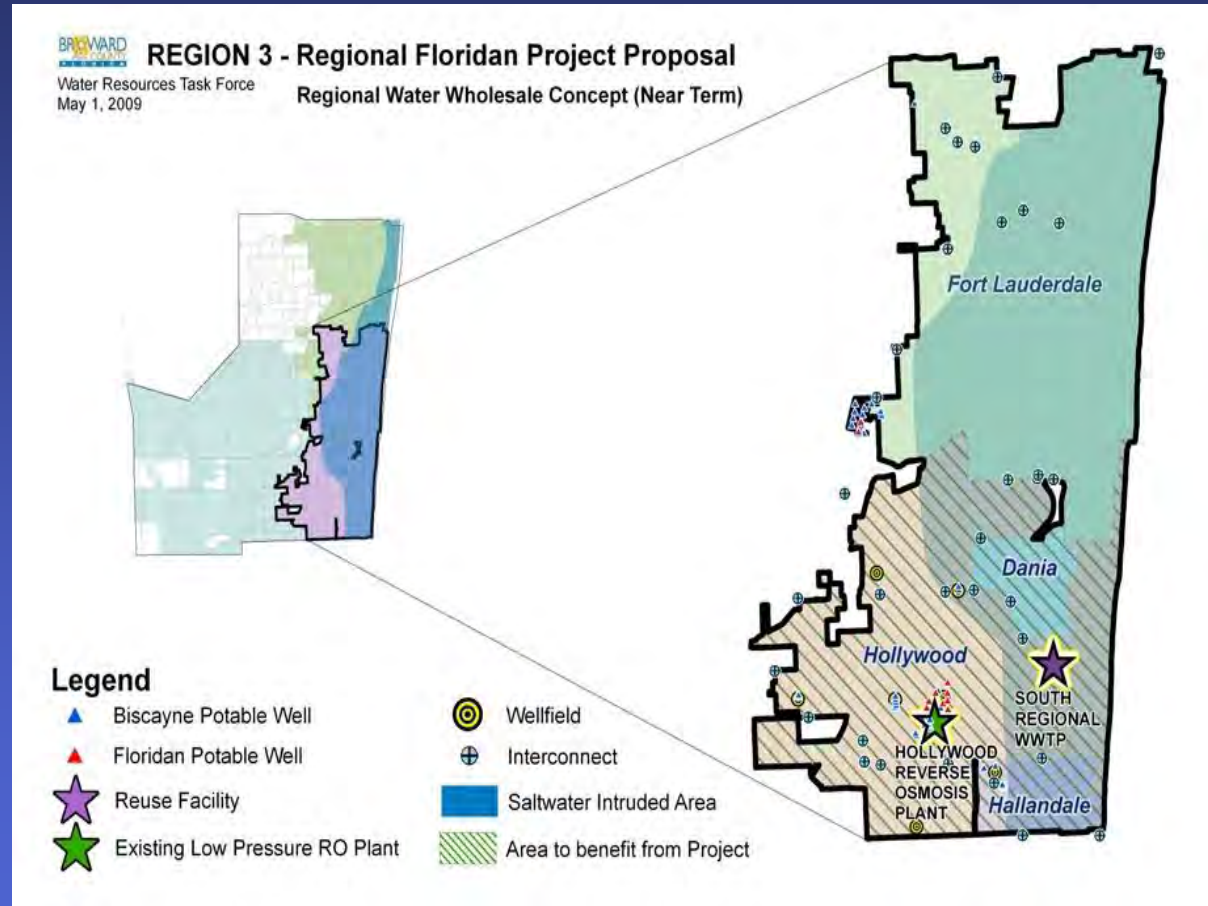 BROWARD
COUNTY
FLORIDA
REGION 3 - Regional Floridan Project Proposal
Water Resources Task Force
May 1, 2009
Regional Water Wholesale Concept (Near Term)
Fort Lauderdale
Dania
Hollywood
SOUTH
REGIONAL
WWTP
HOLLYWOOD
REVERSE
OSMOSIS
PLANT
Hallandale
Legend
Biscayne Potable Well
Floridan Potable Well
Reuse Facility
Existing Low Pressure RO Plant
Wellfield
Interconnect
Saltwater Intruded Area
Area to benefit from Project